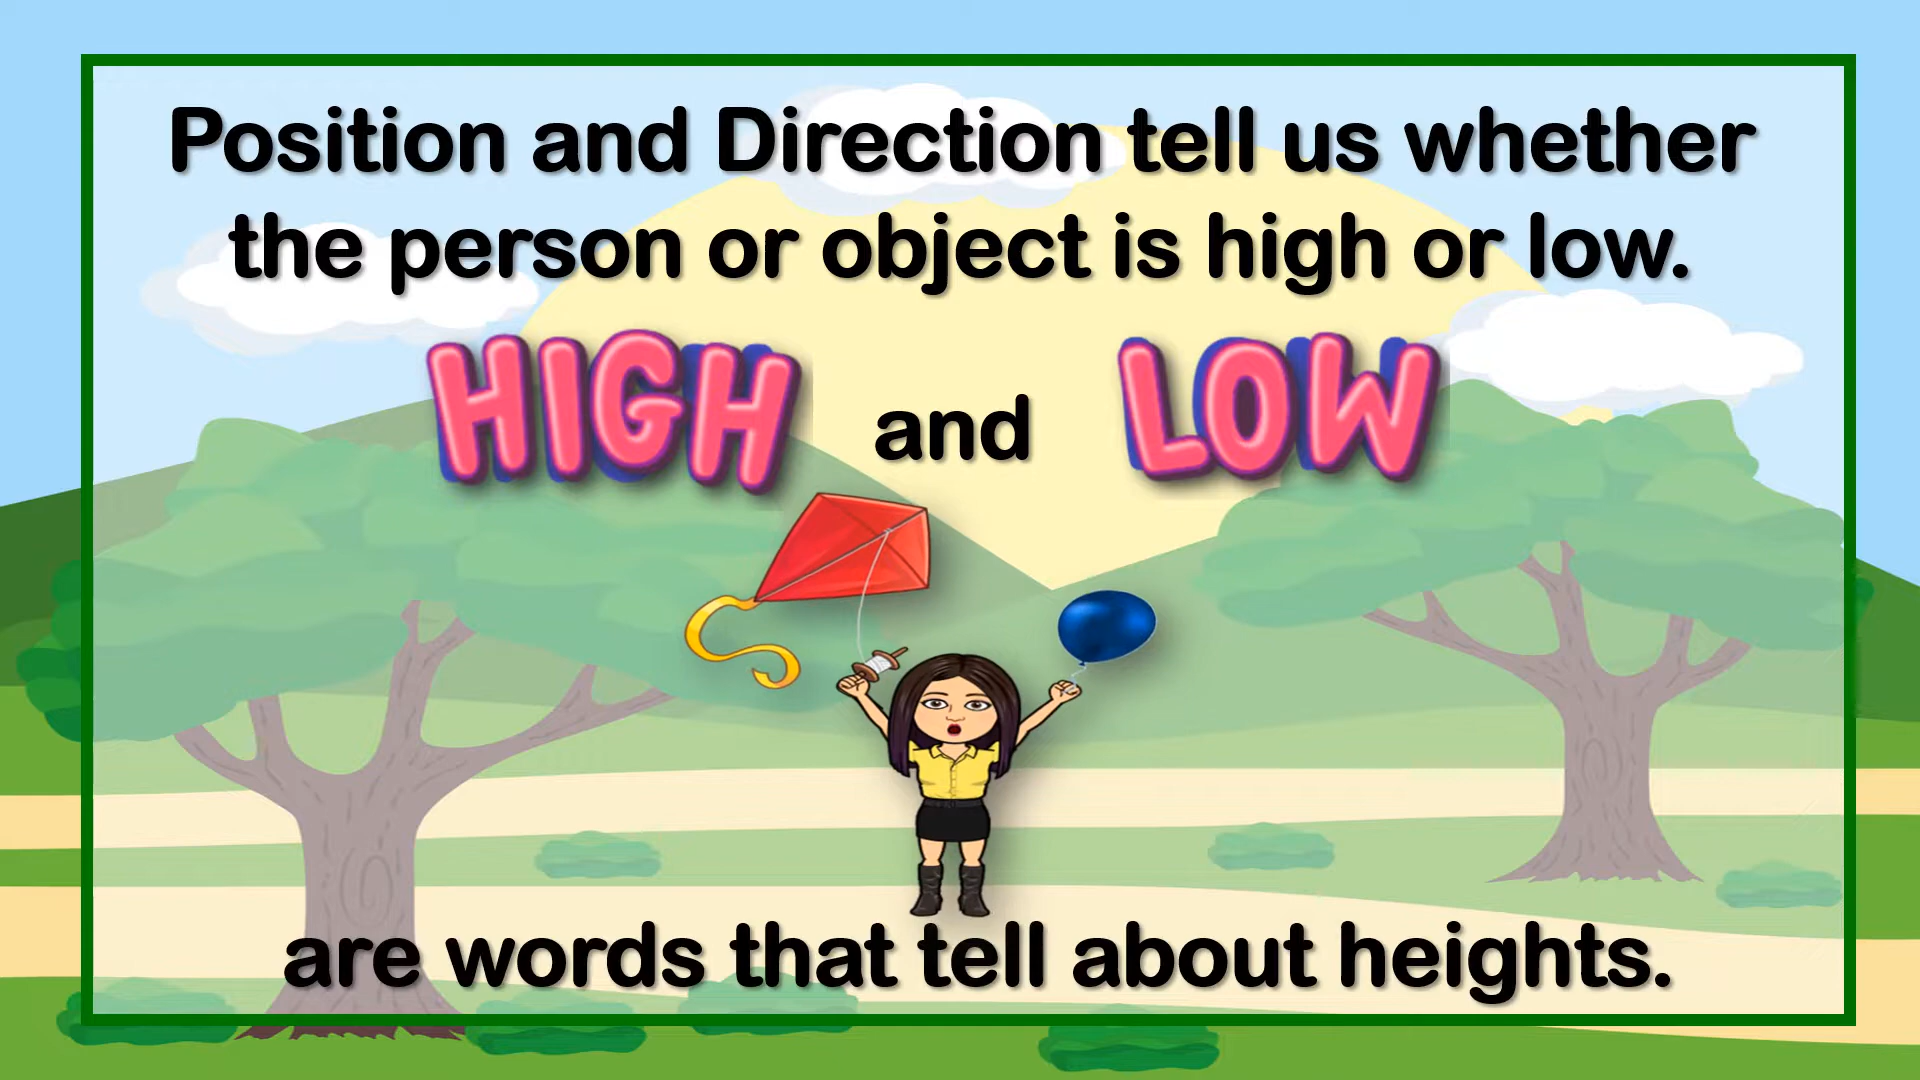 Position and Direction tell us whether
the person or object is high or low.
HIGH and LOW
are words that tell about heights.